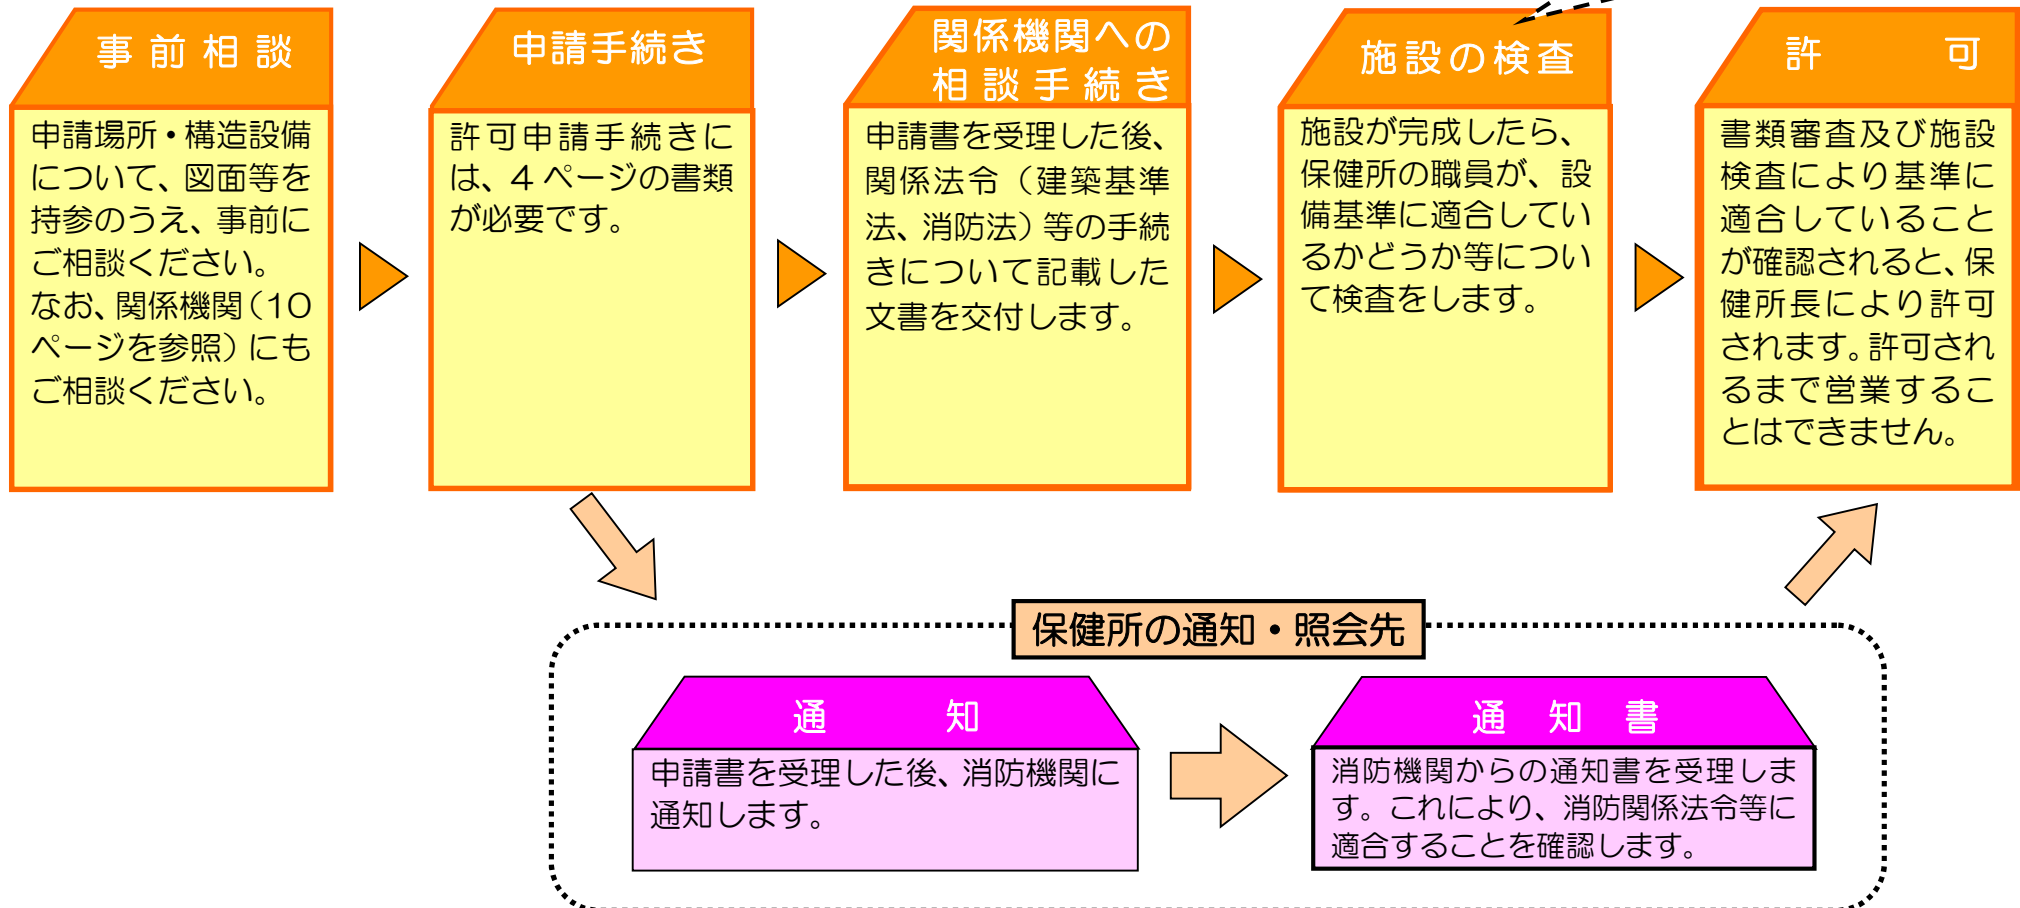 事前相談
申請場所・構造設備
について、図面等を
持参のうえ、事前に
ご相談ください。
なお、関係機関（10
ページを参照）にも
ご相談ください。
申請手続き
許可申請手続きに
は、4 ページの書類
が必要です。
関係機関への
相談手続き
申請書を受理した後、
関係法令（建築基準
法、消防法）等の手続
きについて記載した
文書を交付します。
施設の検査
施設が完成したら、
保健所の職員が、設
備基準に適合してい
るかどうか等につい
て検査をします。
許可
書類審査及び施設
検査により基準に
適合していること
が確認されると、保
健所長により許可
されます。許可され
るまで営業するこ
とはできません。
保健所の通知・照会先
通知
申請書を受理した後、消防機関に
通知します。
通知書
消防機関からの通知書を受理しま
す。これにより、消防関係法令等に
適合することを確認します。